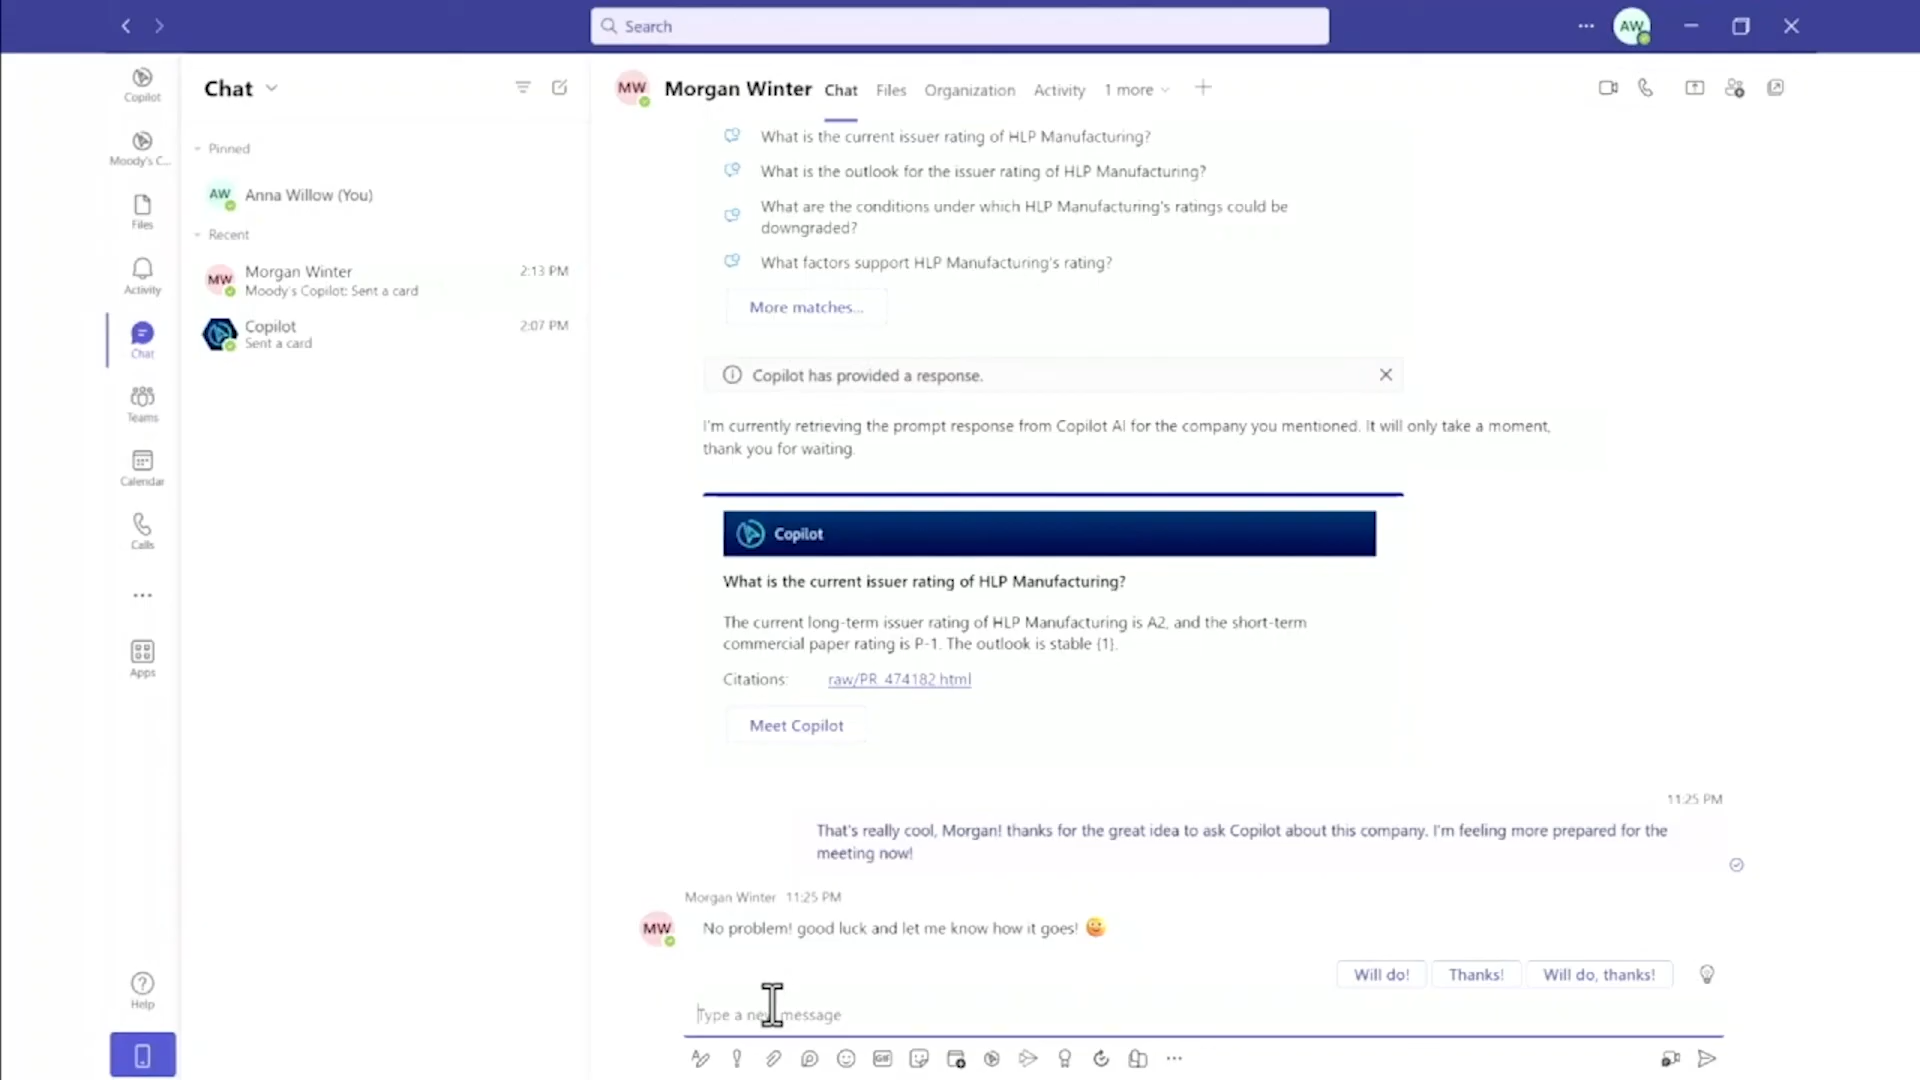 Search
AW
Copilot
Moody's C...
Files
Activity
Chat
Teams
Calendar
Calls
Apps
Help
Chat
Pinned
AW Anna Willow (You)
Recent
MW Morgan Winter 2:13 PM
Moody's Copilot: Sent a card
Copilot 2:07 PM
Sent a card
MW Morgan Winter Chat Files Organization Activity 1 more
What is the current issuer rating of HLP Manufacturing?
What is the outlook for the issuer rating of HLP Manufacturing?
What are the conditions under which HLP Manufacturing's ratings could be
downgraded?
What factors support HLP Manufacturing's rating?
More matches...
Copilot has provided a response.
I'm currently retrieving the prompt response from Copilot AI for the company you mentioned. It will only take a moment,
thank you for waiting.
Copilot
What is the current issuer rating of HLP Manufacturing?
The current long-term issuer rating of HLP Manufacturing is A2, and the short-term
commercial paper rating is P-1. The outlook is stable {1}.
Citations: raw/PR_474182.html
Meet Copilot
11:25 PM
That's really cool, Morgan! thanks for the great idea to ask Copilot about this company. I'm feeling more prepared for the
meeting now!
Morgan Winter 11:25 PM
MW No problem! good luck and let me know how it goes! 😀
Will do! Thanks! Will do, thanks!
Type a new message
GIF